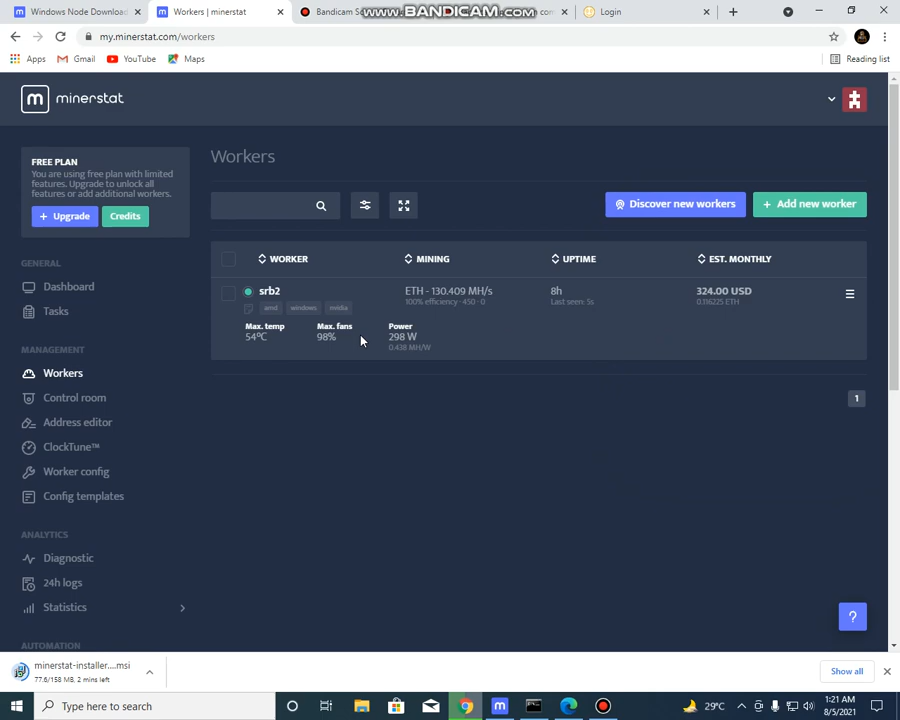 Windows Node Download
Workers | minerstat
Bandicam Sc
WWW.BANDICAM.COM
com
Login
my.minerstat.com/workers
Apps
Gmail
YouTube
Maps
Reading list
m
minerstat
FREE PLAN
You are using free plan with limited
features. Upgrade to unlock all
features or add additional workers.
+ Upgrade
Credits
GENERAL
Dashboard
Tasks
MANAGEMENT
Workers
Control room
Address editor
ClockTune™
Worker config
Config templates
ANALYTICS
Diagnostic
24h logs
Statistics
AUTOMATION
Workers
Discover new workers
+ Add new worker
WORKER
MINING
UPTIME
EST. MONTHLY
srb2
ETH - 130.409 MH/s
8h
324.00 USD
100% efficiency - 450 - 0
Last seen: 5s
0.116225 ETH
amd
windows
nvidia
Max. temp
Max. fans
Power
54°C
98%
298 W
0.438 MH/W
1
?
minerstat-installer....msi
77.6/158 MB, 2 mins left
Show all
Type here to search
29°C
1:21 AM
8/5/2021